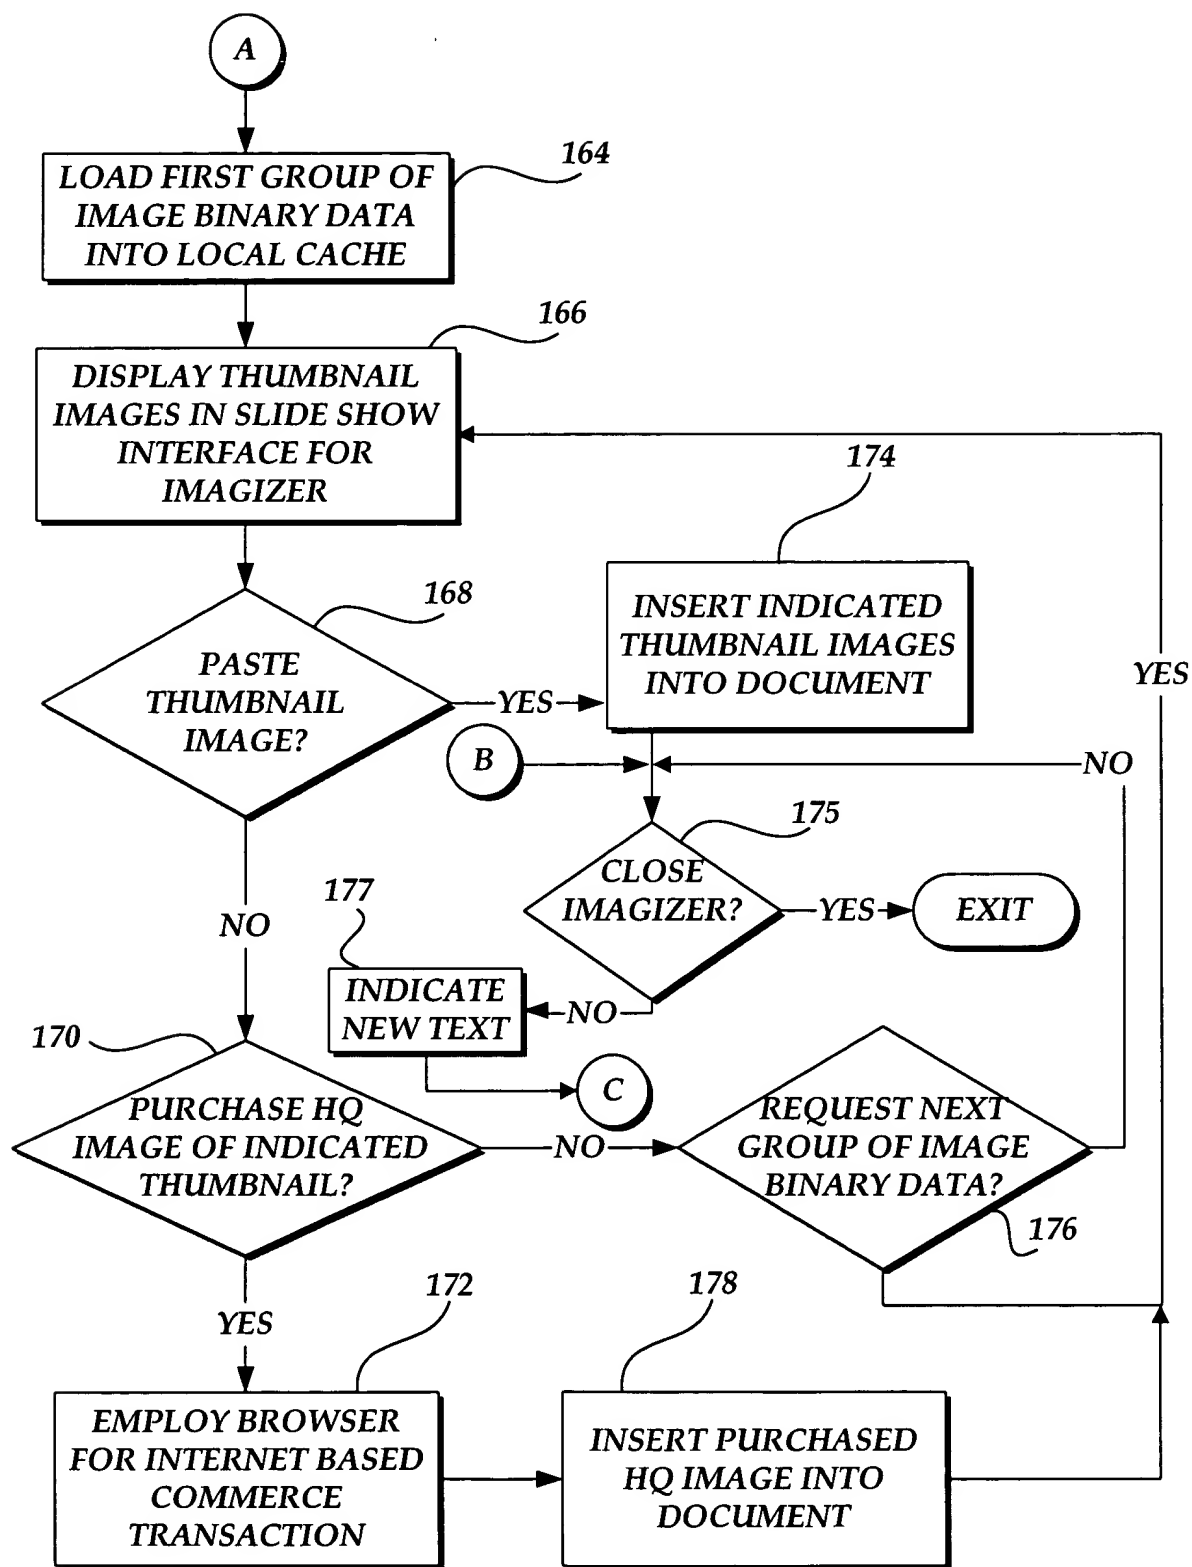 A
LOAD FIRST GROUP OF
IMAGE BINARY DATA
INTO LOCAL CACHE
164
166
DISPLAY THUMBNAIL
IMAGES IN SLIDE SHOW
INTERFACE FOR
IMAGIZER
174
168
INSERT INDICATED
THUMBNAIL IMAGES
INTO DOCUMENT
PASTE
THUMBNAIL
IMAGE?
YES
YES
B
NO
175
CLOSE
IMAGIZER?
YES
EXIT
177
NO
INDICATE
NEW TEXT
NO
C
170
PURCHASE HQ
IMAGE OF INDICATED
THUMBNAIL?
NO
REQUEST NEXT
GROUP OF IMAGE
BINARY DATA?
176
YES
172
178
EMPLOY BROWSER
FOR INTERNET BASED
COMMERCE
TRANSACTION
INSERT PURCHASED
HQ IMAGE INTO
DOCUMENT